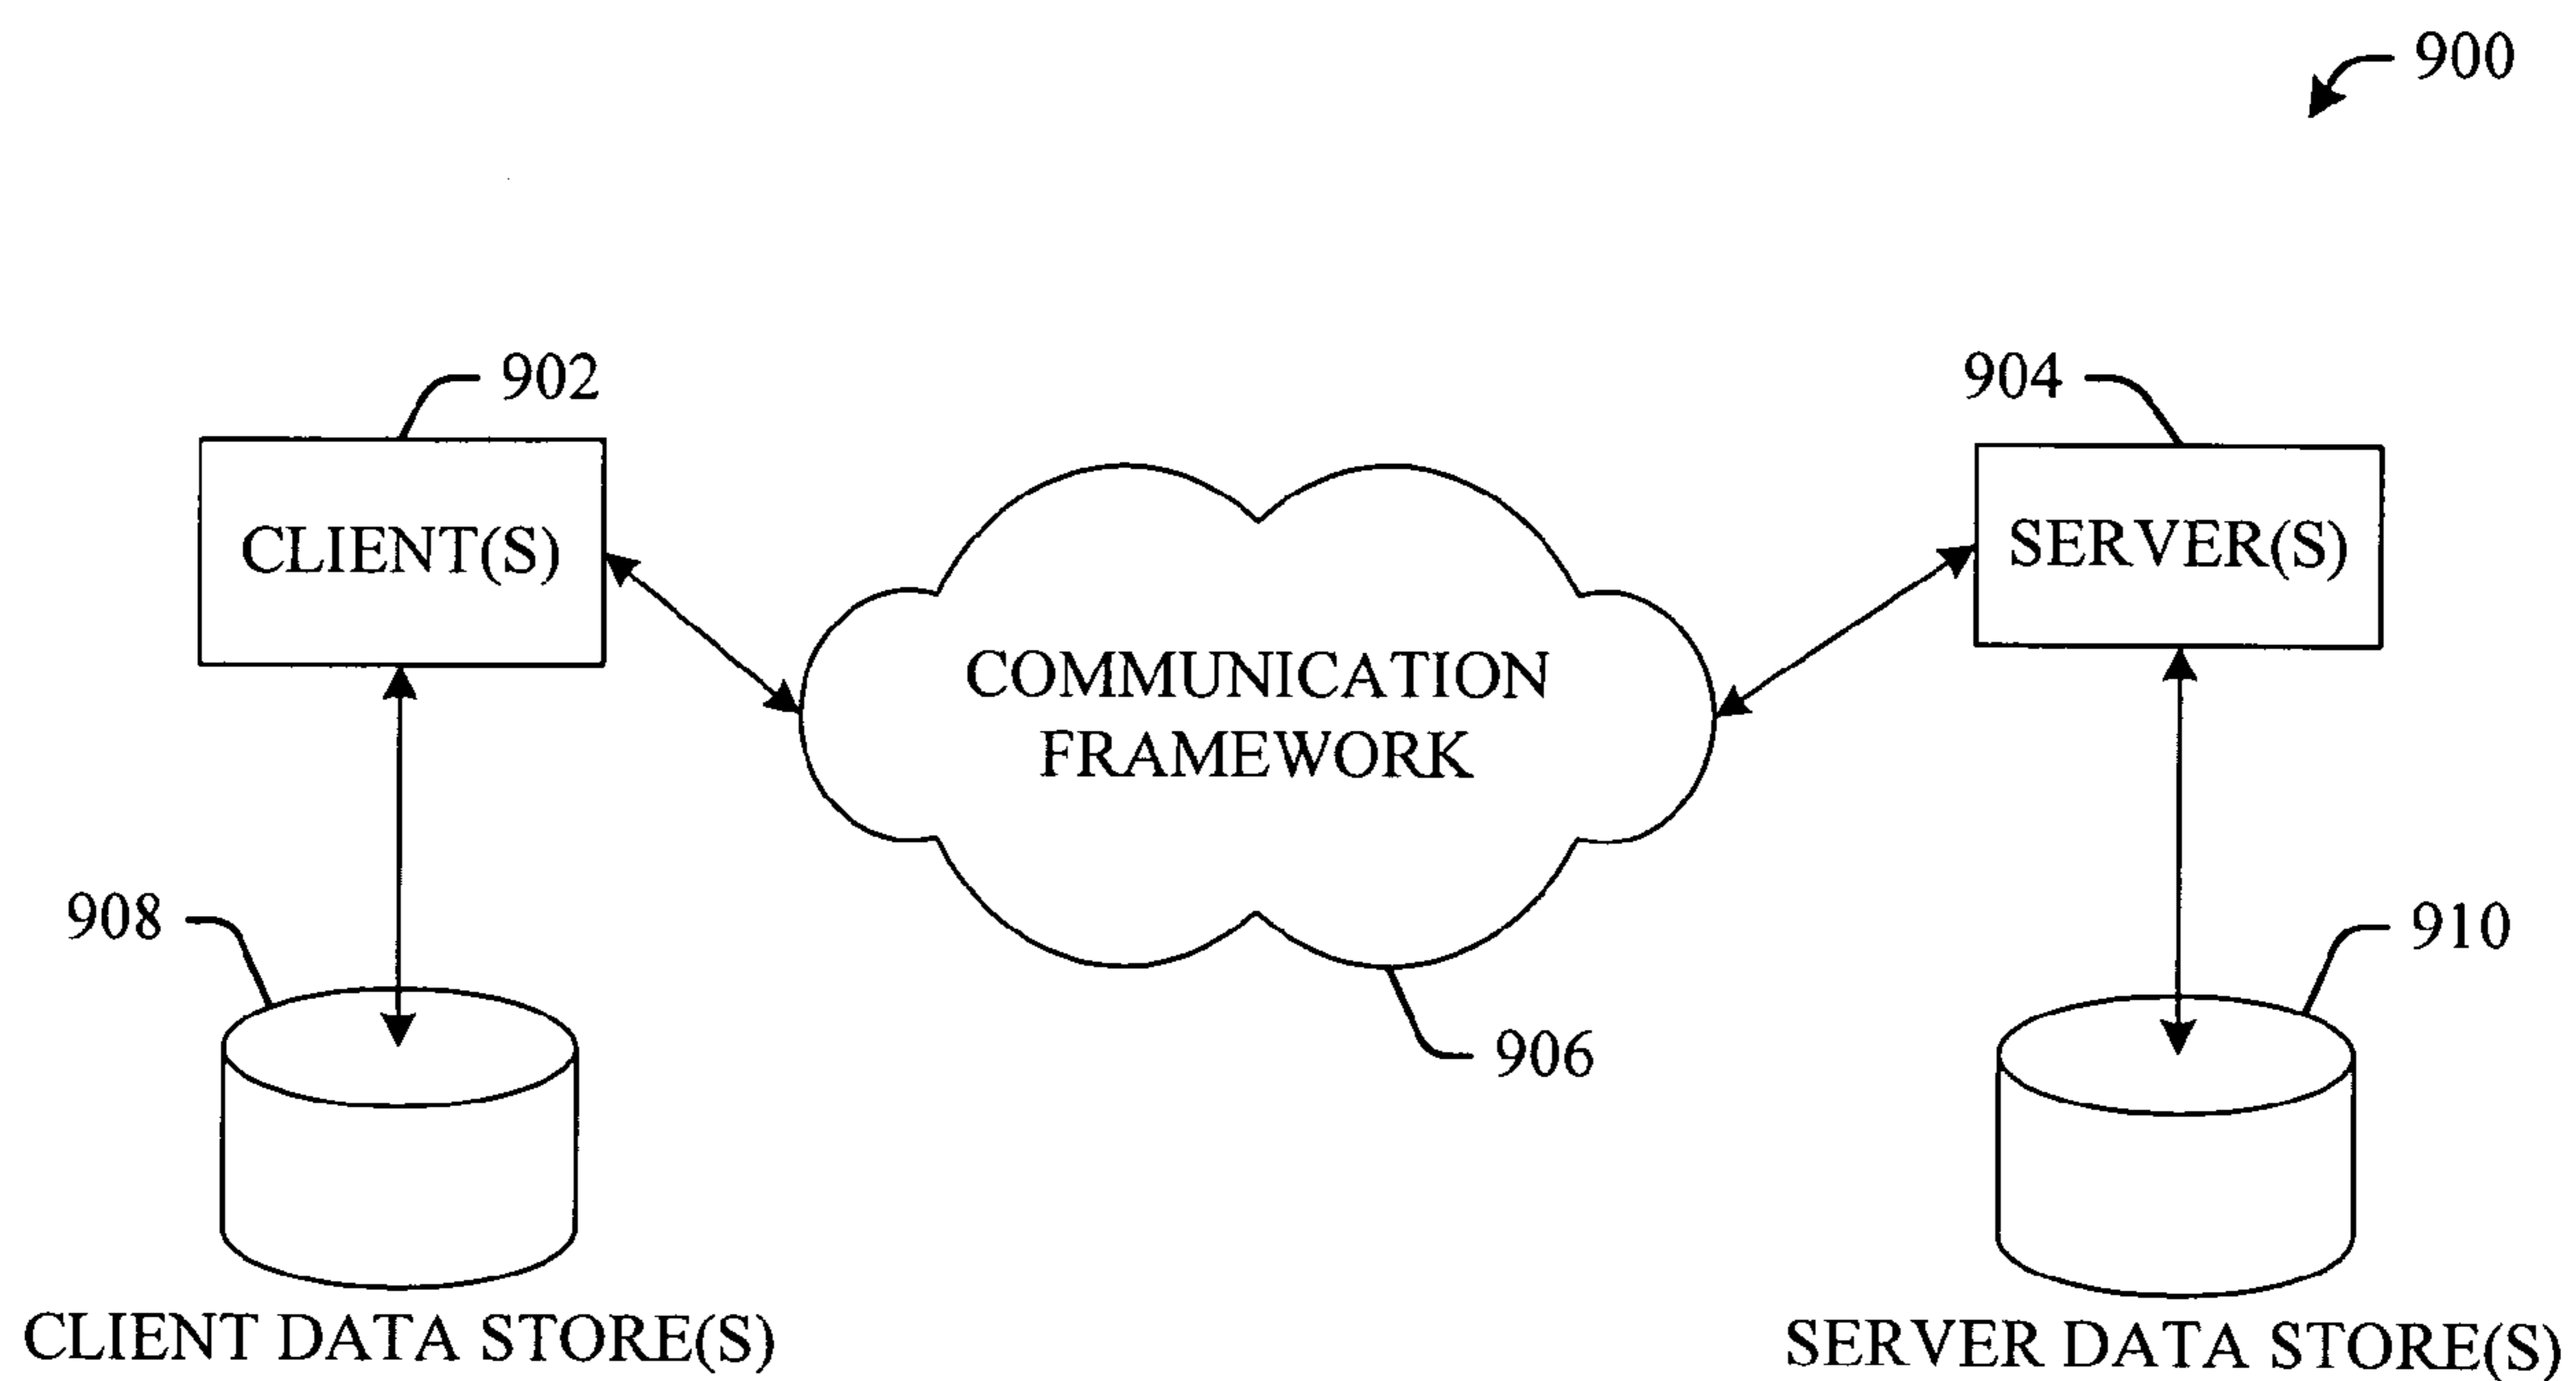 900
902
904
CLIENT(S)
SERVER(S)
COMMUNICATION
FRAMEWORK
908
910
906
CLIENT DATA STORE(S)
SERVER DATA STORE(S)